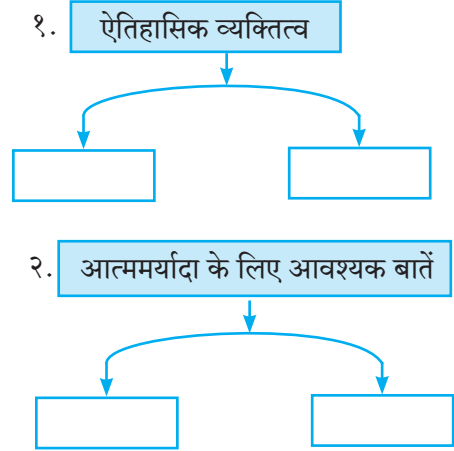 १. ऐतिहासिक व्यक्तित्व
२. आत्ममर्यादा के लिए आवश्यक बातें